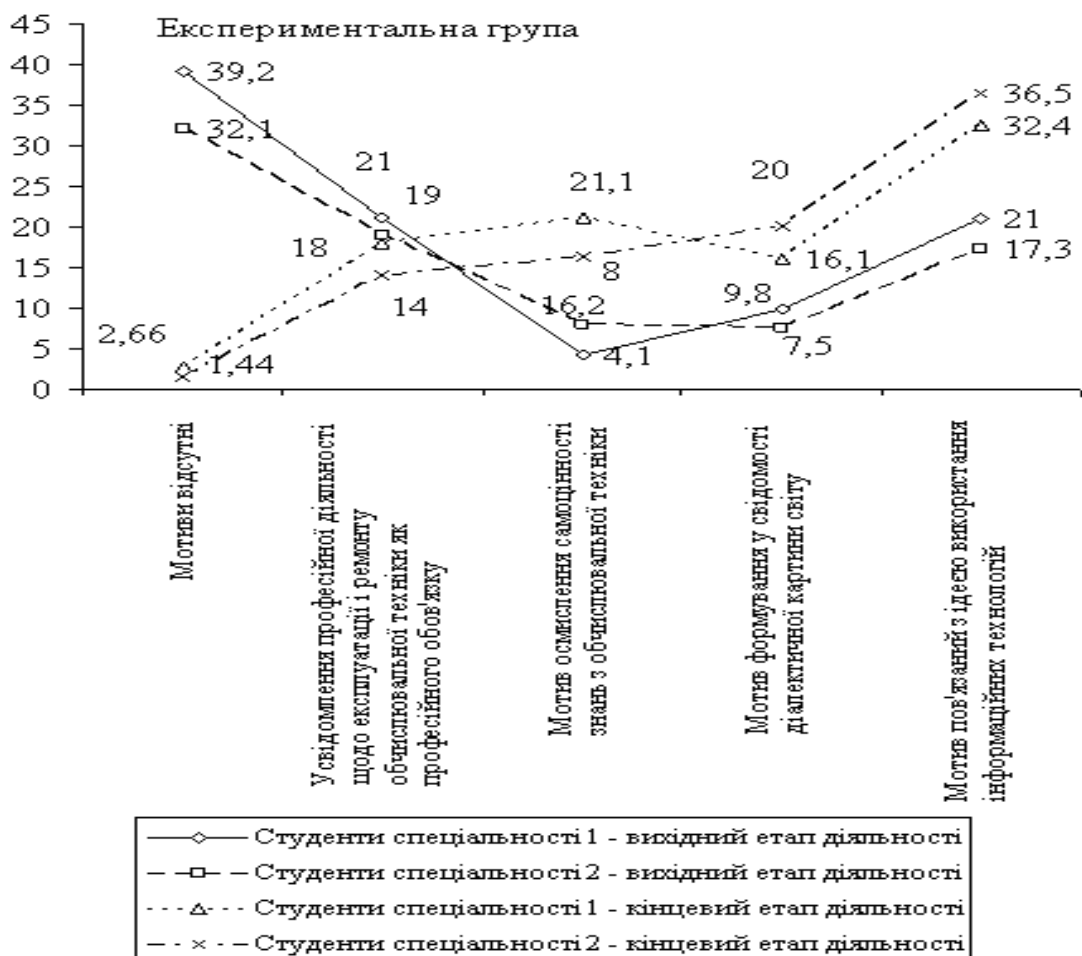 Експериментальна група
45
40
35
30
25
20
15
10
5
0
39,2
32,1
21
19
18
14
2,66
1,44
21,1
16,2
8
4,1
20
16,1
9,8
7,5
36,5
32,4
21
17,3
Мотиви відсутні
Усвідомлення професійної діяльності
щодо експлуатації і ремонту
обчислювальної техніки як
професійного обов'язку
Мотив осмислення самоцінності
знань з обчислювальної техніки
Мотив формування у свідомості
діалектичної картини світу
Мотив пов'язаний з ідеєю використання
інформаційних технологій
Студенти спеціальності 1 - вихідний етап діяльності
Студенти спеціальності 2 - вихідний етап діяльності
Студенти спеціальності 1 - кінцевий етап діяльності
Студенти спеціальності 2 - кінцевий етап діяльності